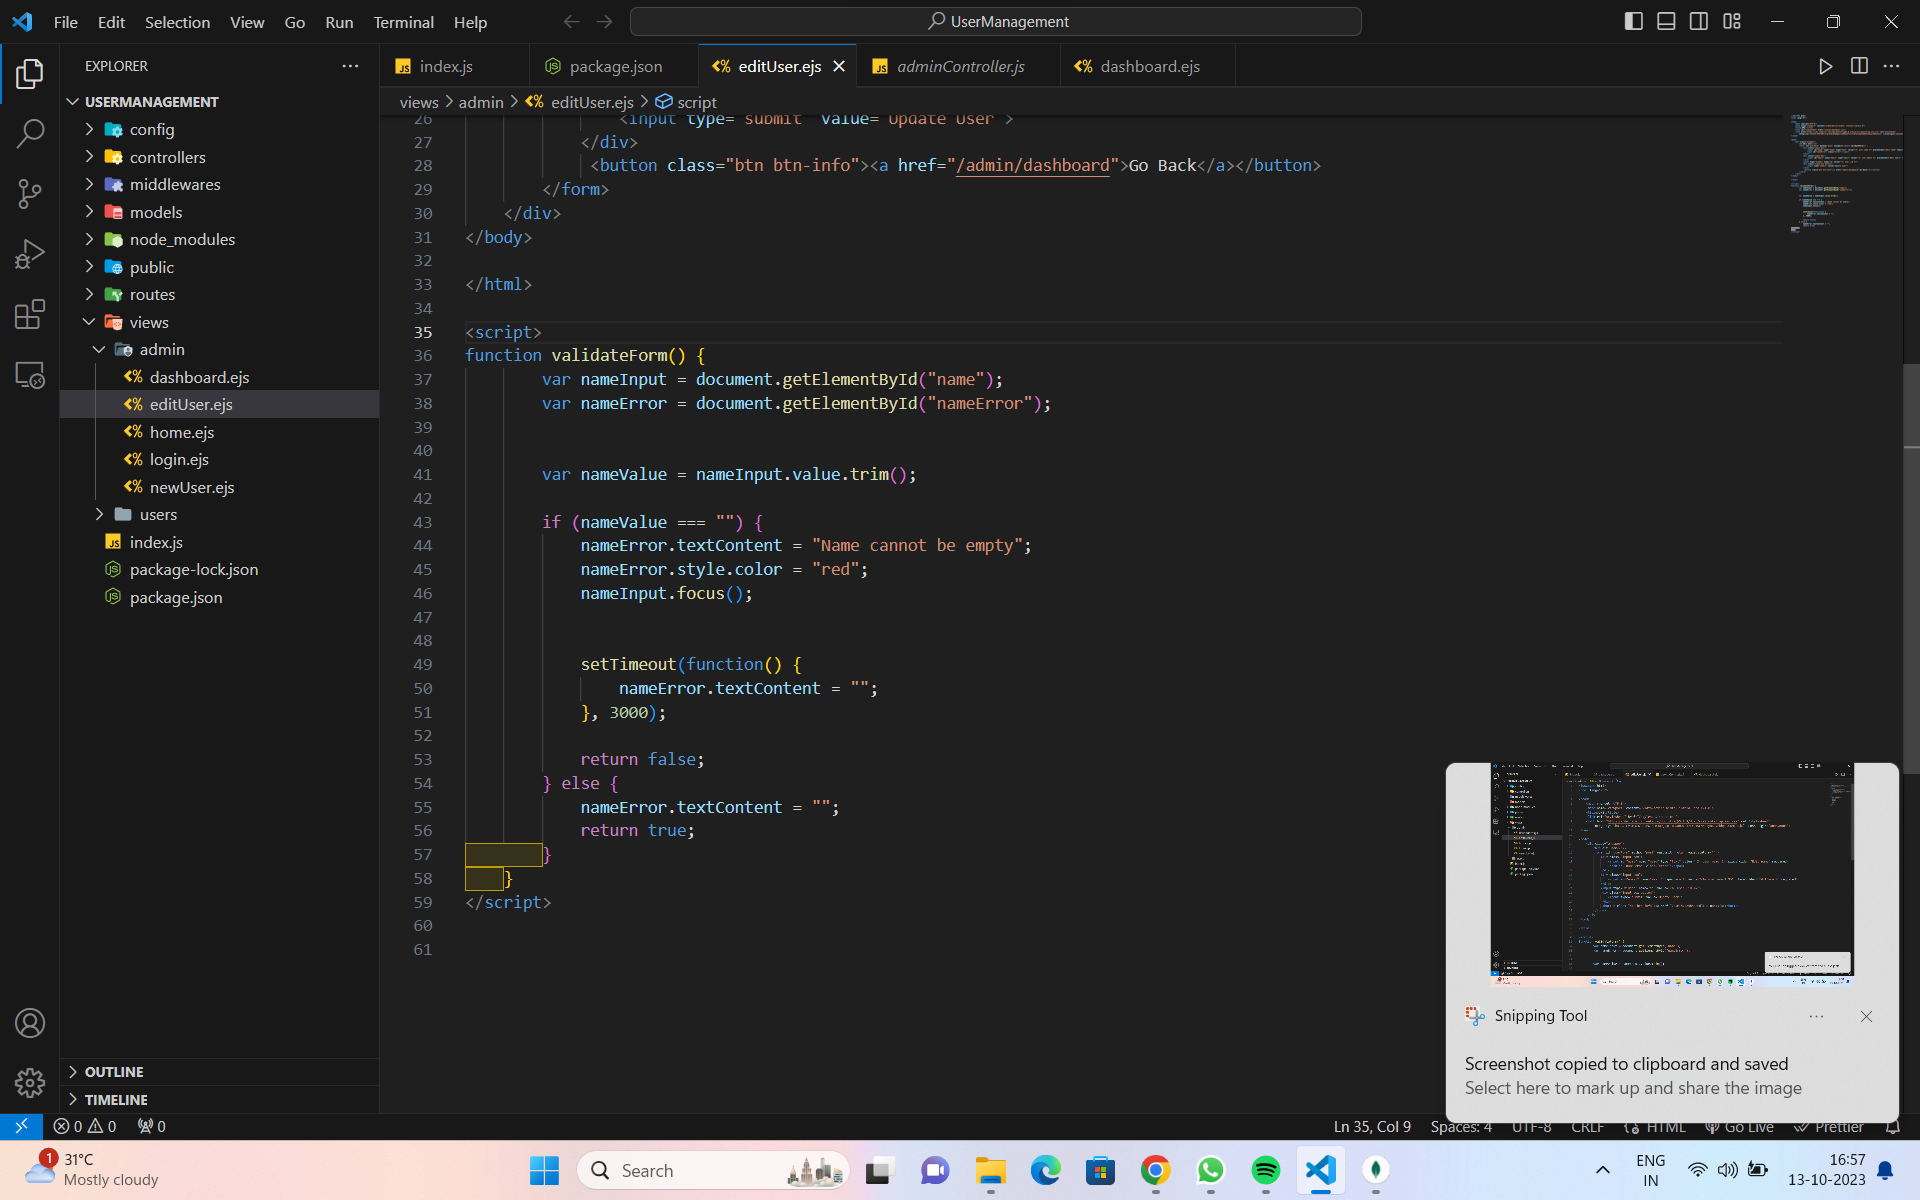 File Edit Selection View Go Run Terminal Help
UserManagement
EXPLORER
index.js
package.json
editUser.ejs
adminController.js
dashboard.ejs
views > admin > editUser.ejs > script
USERMANAGEMENT
config
controllers
middlewares
models
node_modules
public
routes
views
admin
dashboard.ejs
editUser.ejs
home.ejs
login.ejs
newUser.ejs
users
index.js
package-lock.json
package.json
OUTLINE
TIMELINE
26 <input type="submit" value="Update User">
27 </div>
28 <button class="btn btn-info"><a href="/admin/dashboard">Go Back</a></button>
29 </form>
30 </div>
31 </body>
32
33 </html>
34
35 <script>
36 function validateForm() {
37 var nameInput = document.getElementById("name");
38 var nameError = document.getElementById("nameError");
39
40
41 var nameValue = nameInput.value.trim();
42
43 if (nameValue === "") {
44 nameError.textContent = "Name cannot be empty";
45 nameError.style.color = "red";
46 nameInput.focus();
47
48
49 setTimeout(function() {
50 nameError.textContent = "";
51 }, 3000);
52
53 return false;
54 } else {
55 nameError.textContent = "";
56 return true;
57 }
58 }
59 </script>
60
61
Snipping Tool
Screenshot copied to clipboard and saved
Select here to mark up and share the image
0 0 0
Ln 35, Col 9 Spaces: 4 UTF-8 CRLF HTML Go Live Prettier
1
31°C
Mostly cloudy
Search
ENG
IN
16:57
13-10-2023